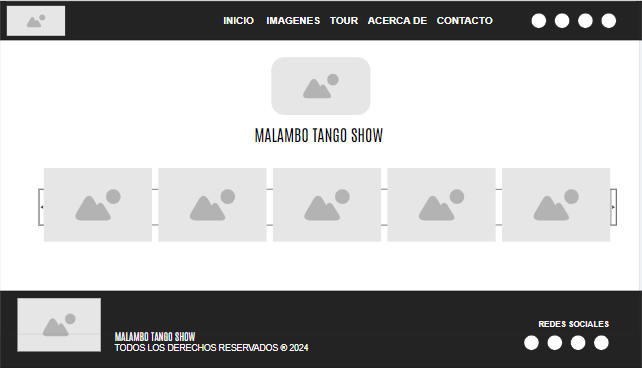 INICIO IMAGENES TOUR ACERCA DE CONTACTO
MALAMBO TANGO SHOW
REDES SOCIALES
MALAMBO TANGO SHOW
TODOS LOS DERECHOS RESERVADOS ® 2024